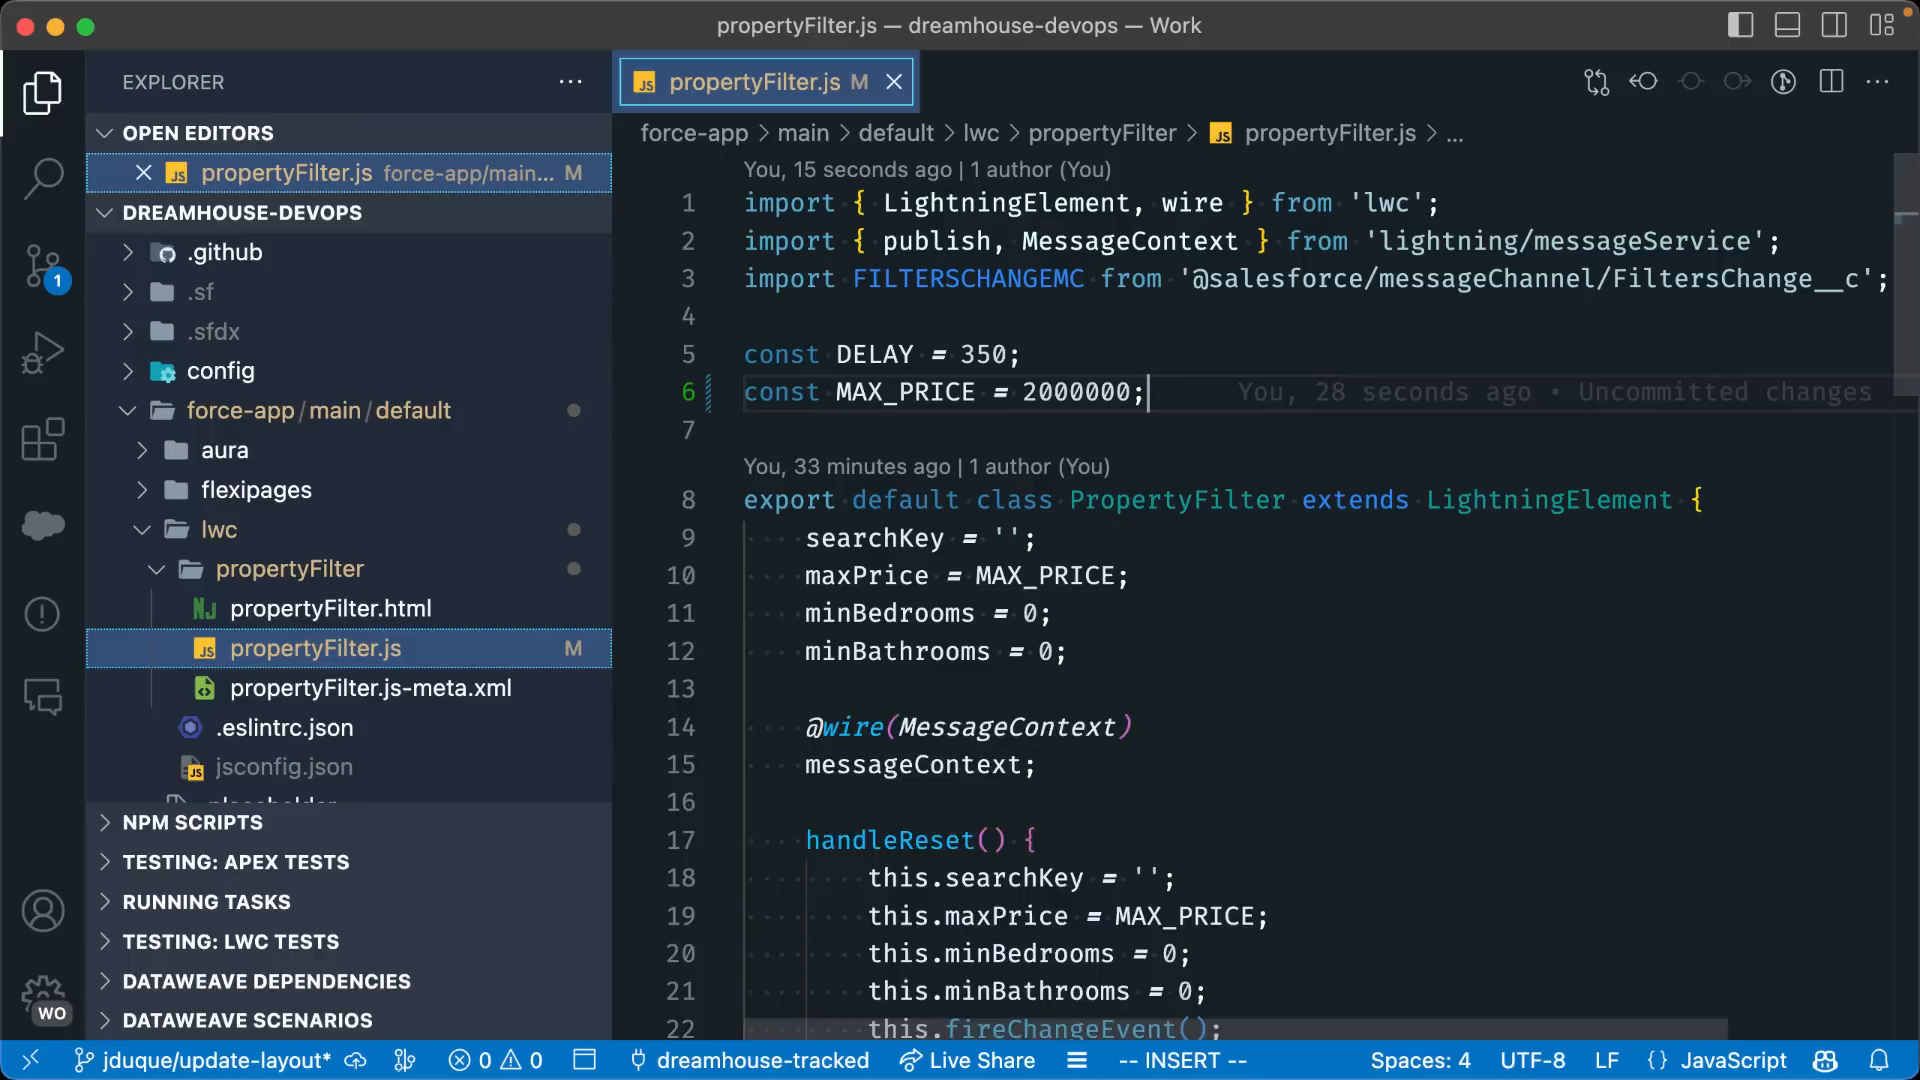 propertyFilter.js — dreamhouse-devops — Work
EXPLORER
OPEN EDITORS
propertyFilter.js force-app/main... M
DREAMHOUSE-DEVOPS
.github
.sf
.sfdx
config
force-app/main/default
aura
flexipages
lwc
propertyFilter
propertyFilter.html
propertyFilter.js M
propertyFilter.js-meta.xml
.eslintrc.json
jsconfig.json
NPM SCRIPTS
TESTING: APEX TESTS
RUNNING TASKS
TESTING: LWC TESTS
DATAWEAVE DEPENDENCIES
DATAWEAVE SCENARIOS
1
WO
JS propertyFilter.js M
force-app > main > default > lwc > propertyFilter > JS propertyFilter.js > ...
You, 15 seconds ago | 1 author (You)
1 import { LightningElement, wire } from 'lwc';
2 import { publish, MessageContext } from 'lightning/messageService';
3 import FILTERSCHANGEMC from '@salesforce/messageChannel/FiltersChange__c';
4
5 const DELAY = 350;
6 const MAX_PRICE = 2000000; You, 28 seconds ago • Uncommitted changes
7
You, 33 minutes ago | 1 author (You)
8 export default class PropertyFilter extends LightningElement {
9 searchKey = '';
10 maxPrice = MAX_PRICE;
11 minBedrooms = 0;
12 minBathrooms = 0;
13
14 @wire(MessageContext)
15 messageContext;
16
17 handleReset() {
18 this.searchKey = '';
19 this.maxPrice = MAX_PRICE;
20 this.minBedrooms = 0;
21 this.minBathrooms = 0;
22 this.fireChangeEvent();
jduque/update-layout* 0 0 dreamhouse-tracked Live Share -- INSERT -- Spaces: 4 UTF-8 LF {} JavaScript